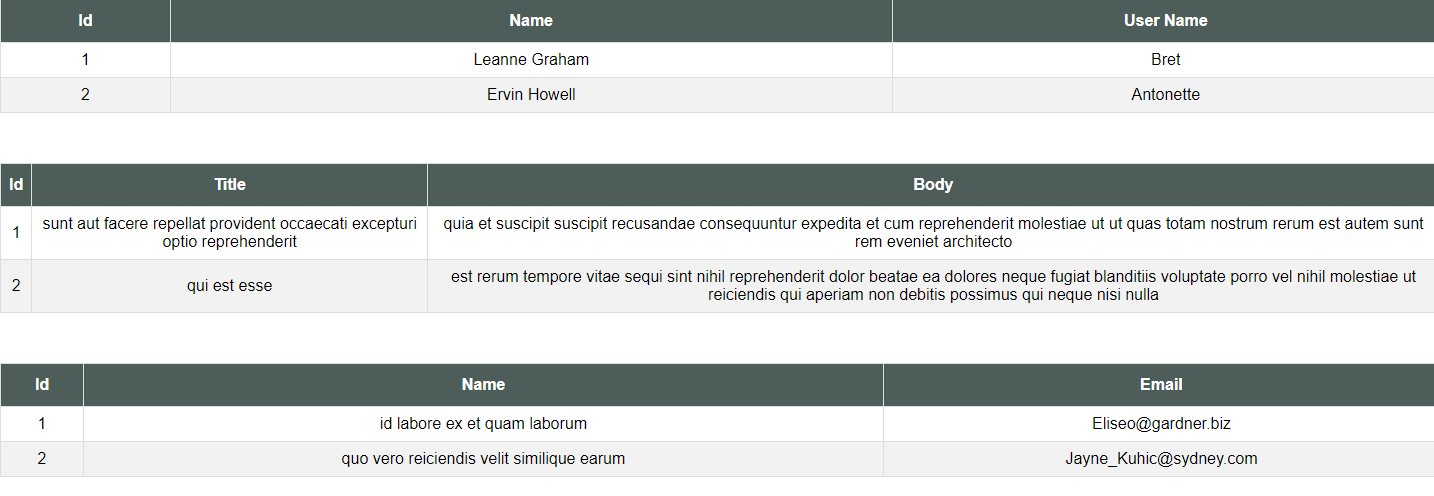 Id Name User Name
1 Leanne Graham Bret
2 Ervin Howell Antonette
Id Title Body
1 sunt aut facere repellat provident occaecati excepturi optio reprehenderit quia et suscipit suscipit recusandae consequuntur expedita et cum reprehenderit molestiae ut ut quas totam nostrum rerum est autem sunt rem eveniet architecto
2 qui est esse est rerum tempore vitae sequi sint nihil reprehenderit dolor beatae ea dolores neque fugiat blanditiis voluptate porro vel nihil molestiae ut reiciendis qui aperiam non debitis possimus qui neque nisi nulla
Id Name Email
1 id labore ex et quam laborum Eliseo@gardner.biz
2 quo vero reiciendis velit similique earum Jayne_Kuhic@sydney.com